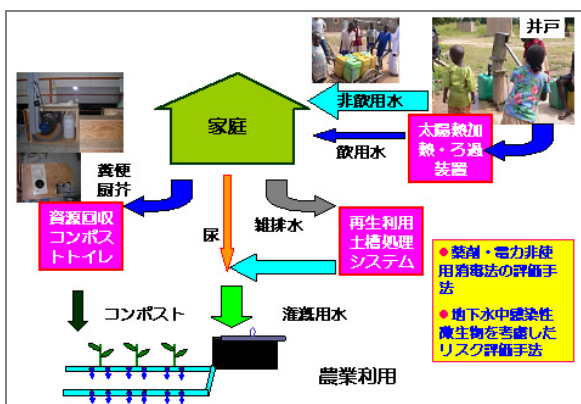 井戸
非飲用水
家庭
太陽熱加
熱・ろ過
装置
飲用水
糞便
厨芥
資源回収
コンポス
トトイレ
尿
雑排水
再生利用
土槽処理
システム
● 薬剤・電力非使
用消毒法の評価手
法
● 地下水中感染性
微生物を考慮した
リスク評価手法
コンポスト
灌漑用水
農業利用